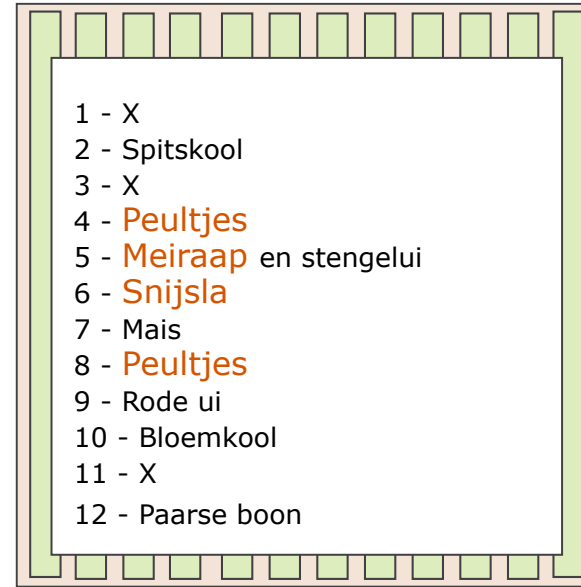 1 - X
2 - Spitskool
3 - X
4 - Peultjes
5 - Meiraap en stengelui
6 - Snijsla
7 - Mais
8 - Peultjes
9 - Rode ui
10 - Bloemkool
11 - X
12 - Paarse boon